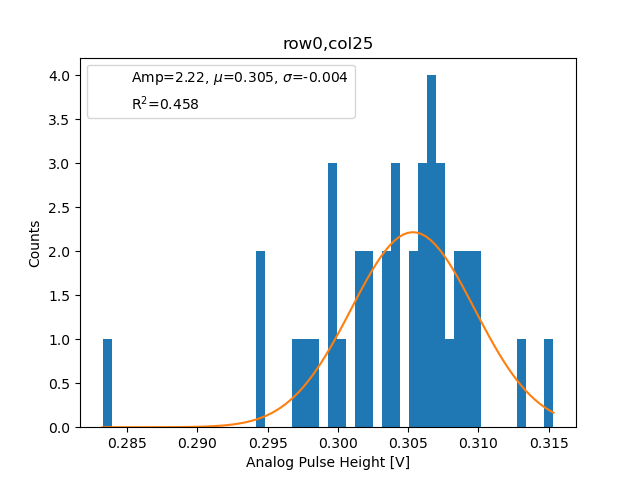 row0,col25
Amp=2.22, μ=0.305, σ=-0.004
R²=0.458
4.0
3.5
3.0
2.5
2.0
1.5
1.0
0.5
0.0
Counts
0.285 0.290 0.295 0.300 0.305 0.310 0.315
Analog Pulse Height [V]